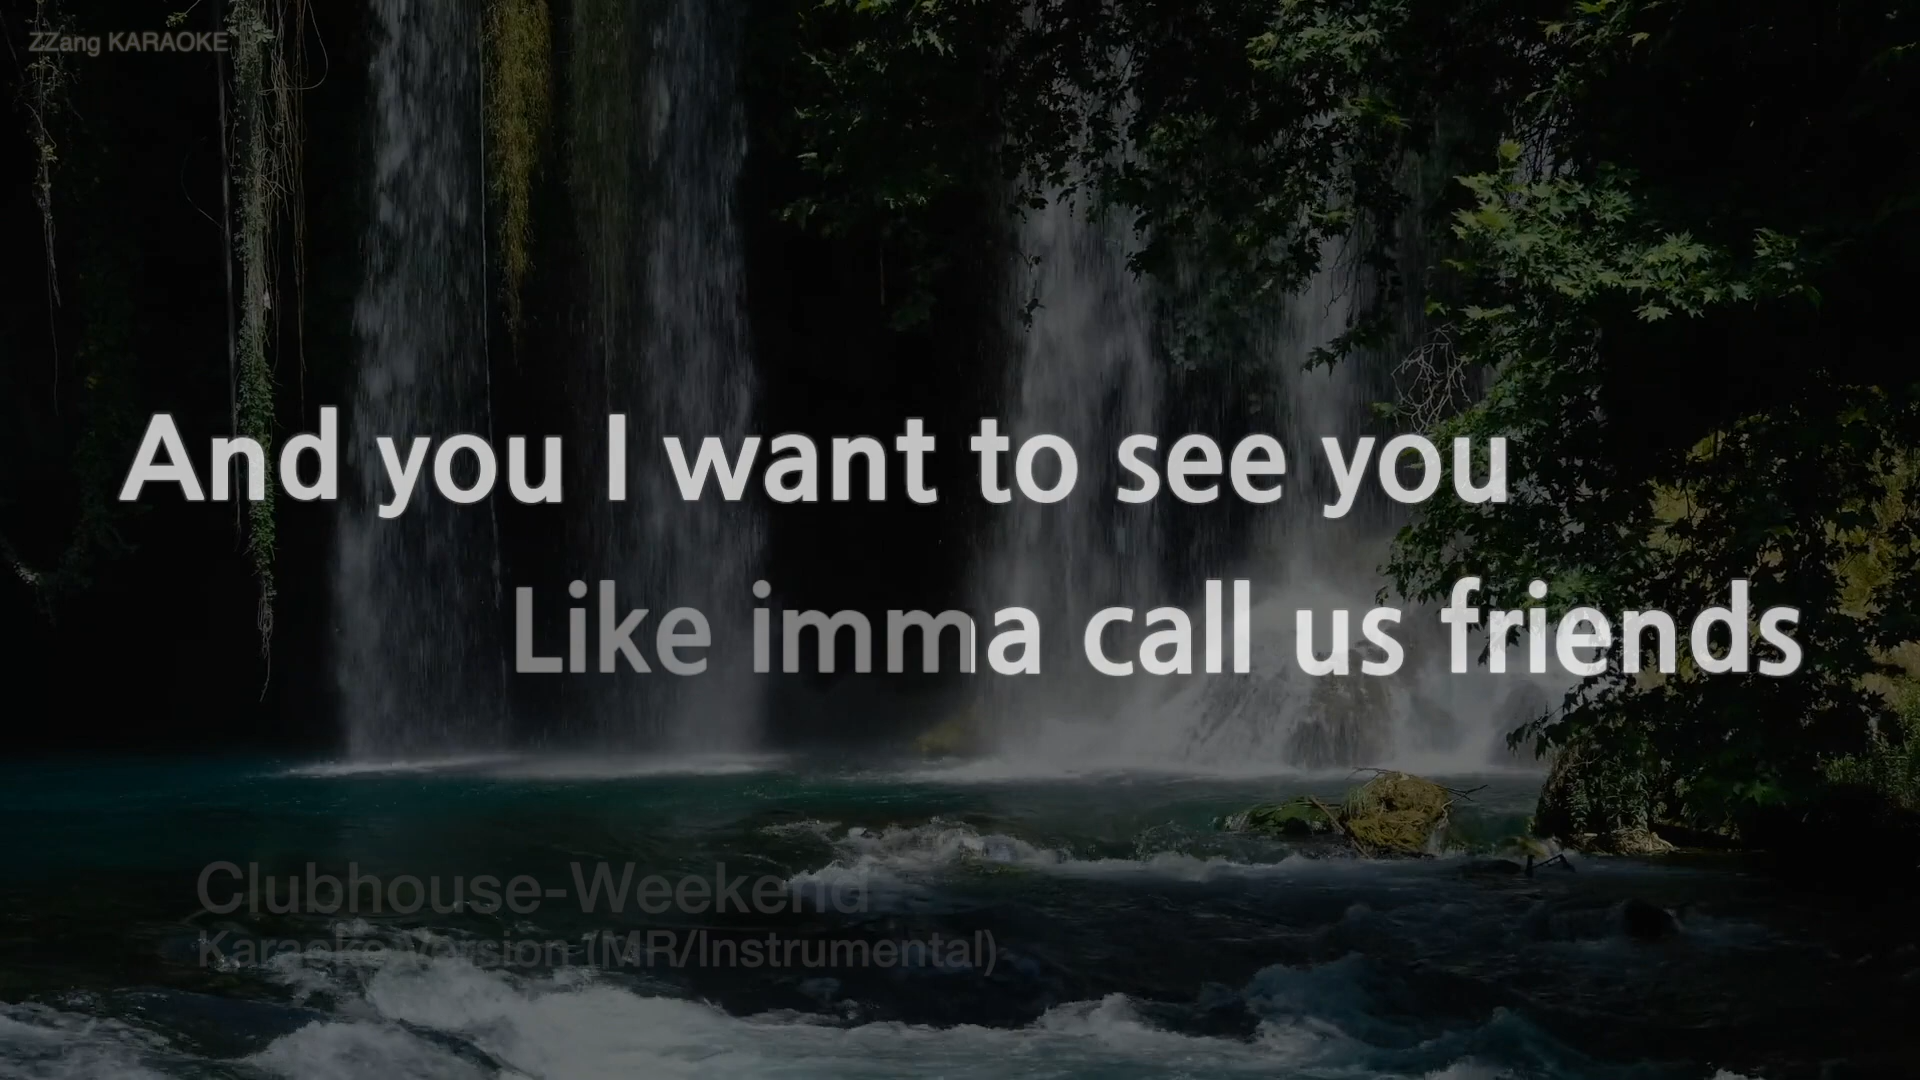 ZZang KARAOKE
And you I want to see you
Like imma call us friends
Clubhouse-Weekend
Karaoke Version (MR/Instrumental)